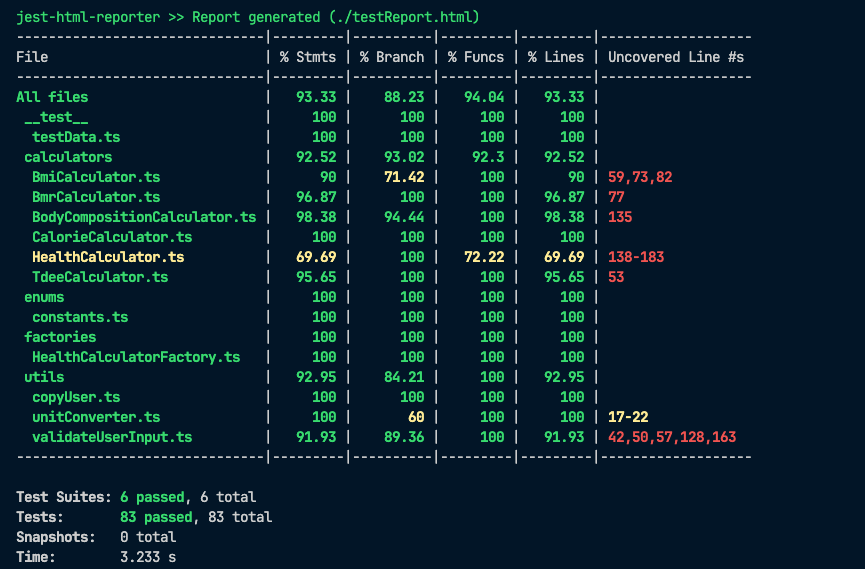 jest-html-reporter >> Report generated (./testReport.html)
-------------------------------|---------|----------|---------|---------|-------------------
File                           | % Stmts | % Branch | % Funcs | % Lines | Uncovered Line #s
-------------------------------|---------|----------|---------|---------|-------------------
All files                      |   93.33 |    88.23 |   94.04 |   93.33 |
 __test__                      |     100 |      100 |     100 |     100 |
  testData.ts                  |     100 |      100 |     100 |     100 |
 calculators                   |   92.52 |    93.02 |    92.3 |   92.52 |
  BmiCalculator.ts             |      90 |    71.42 |     100 |      90 | 59,73,82
  BmrCalculator.ts             |   96.87 |      100 |     100 |   96.87 | 77
  BodyCompositionCalculator.ts |   98.38 |    94.44 |     100 |   98.38 | 135
  CalorieCalculator.ts         |     100 |      100 |     100 |     100 |
  HealthCalculator.ts          |   69.69 |      100 |   72.22 |   69.69 | 138-183
  TdeeCalculator.ts            |   95.65 |      100 |     100 |   95.65 | 53
 enums                         |     100 |      100 |     100 |     100 |
  constants.ts                 |     100 |      100 |     100 |     100 |
 factories                     |     100 |      100 |     100 |     100 |
  HealthCalculatorFactory.ts   |     100 |      100 |     100 |     100 |
 utils                         |   92.95 |    84.21 |     100 |   92.95 |
  copyUser.ts                  |     100 |      100 |     100 |     100 |
  unitConverter.ts             |     100 |       60 |     100 |     100 | 17-22
  validateUserInput.ts         |   91.93 |    89.36 |     100 |   91.93 | 42,50,57,128,163
-------------------------------|---------|----------|---------|---------|-------------------
Test Suites: 6 passed, 6 total
Tests:       83 passed, 83 total
Snapshots:   0 total
Time:        3.233 s